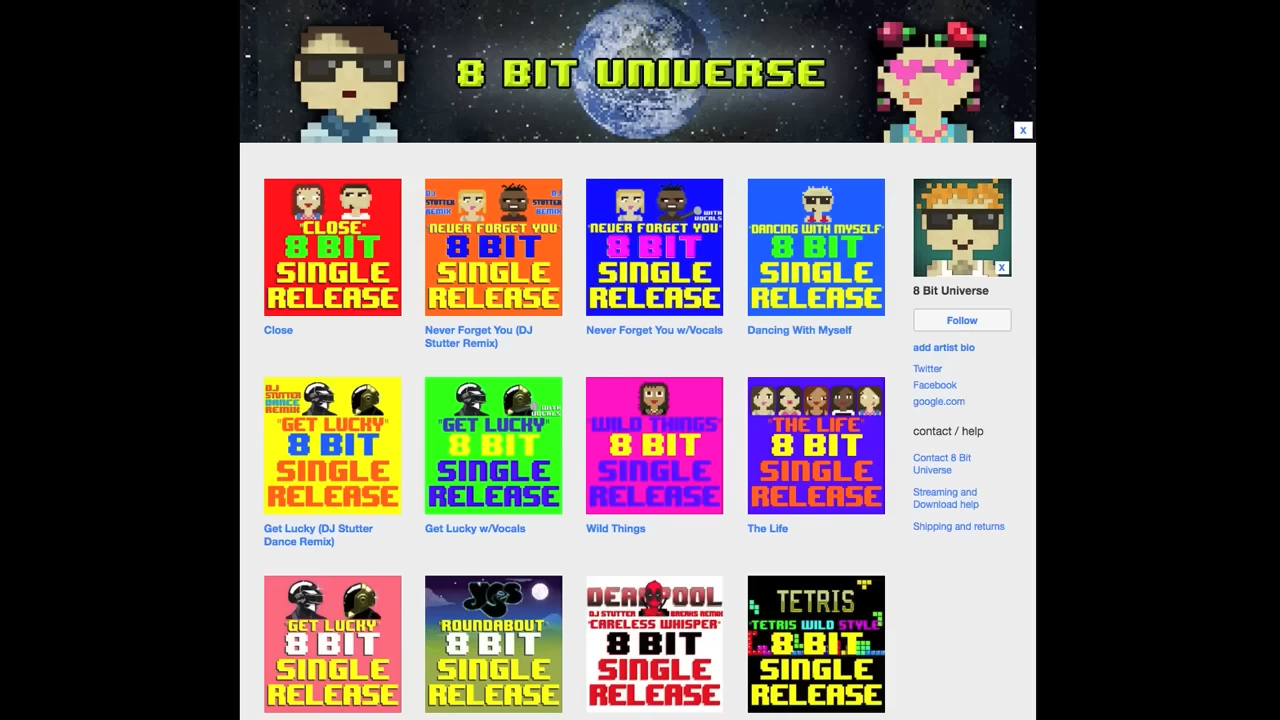 8 BIT UNIVERSE
X
"CLOSE"
8 BIT
SINGLE
RELEASE
Close
DJ STUTTER REMIX
DJ STUTTER REMIX
"NEVER FORGET YOU"
8 BIT
SINGLE
RELEASE
Never Forget You (DJ
Stutter Remix)
WITH
VOCALS
"NEVER FORGET YOU"
8 BIT
SINGLE
RELEASE
Never Forget You w/Vocals
"DANCING WITH MYSELF"
8 BIT
SINGLE
RELEASE
Dancing With Myself
X
8 Bit Universe
Follow
add artist bio
Twitter
Facebook
google.com
contact / help
Contact 8 Bit
Universe
Streaming and
Download help
Shipping and returns
DJ
STUTTER
DANCE
REMIX
"GET LUCKY"
8 BIT
SINGLE
RELEASE
Get Lucky (DJ Stutter
Dance Remix)
WITH
VOCALS
"GET LUCKY"
8 BIT
SINGLE
RELEASE
Get Lucky w/Vocals
"WILD THINGS"
8 BIT
SINGLE
RELEASE
Wild Things
"THE LIFE"
8 BIT
SINGLE
RELEASE
The Life
GET LUCKY
8 BIT
SINGLE
RELEASE
YES
ROUNDABOUT
8 BIT
SINGLE
RELEASE
DEADPOOL
DJ STUTTER BREAKS REMIX
"CARELESS WHISPER"
8 BIT
SINGLE
RELEASE
TETRIS
TETRIS WILD STYLE
8 BIT
SINGLE
RELEASE